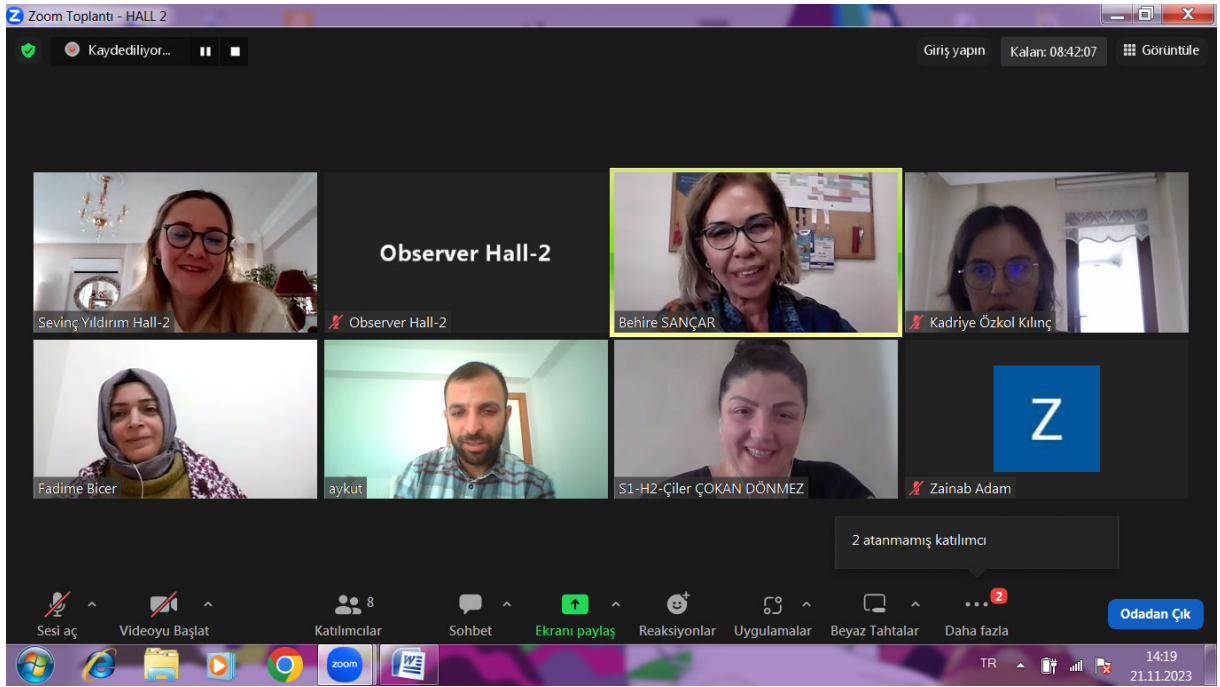 Zoom Toplantı - HALL 2
Kaydediliyor...
Giriş yapın
Kalan: 08:42:07
Görüntüle
Sevinç Yıldırım Hall-2
Observer Hall-2
Observer Hall-2
Behire SANÇAR
Kadriye Özkol Kılınç
Fadime Bicer
aykut
S1-H2-Çiler ÇOKAN DÖNMEZ
Z
Zainab Adam
2 atanmamış katılımcı
8
2
Sesi aç
Videoyu Başlat
Katılımcılar
Sohbet
Ekranı paylaş
Reaksiyonlar
Uygulamalar
Beyaz Tahtalar
Daha fazla
Odadan Çık
zoom
W
TR
14:19
21.11.2023